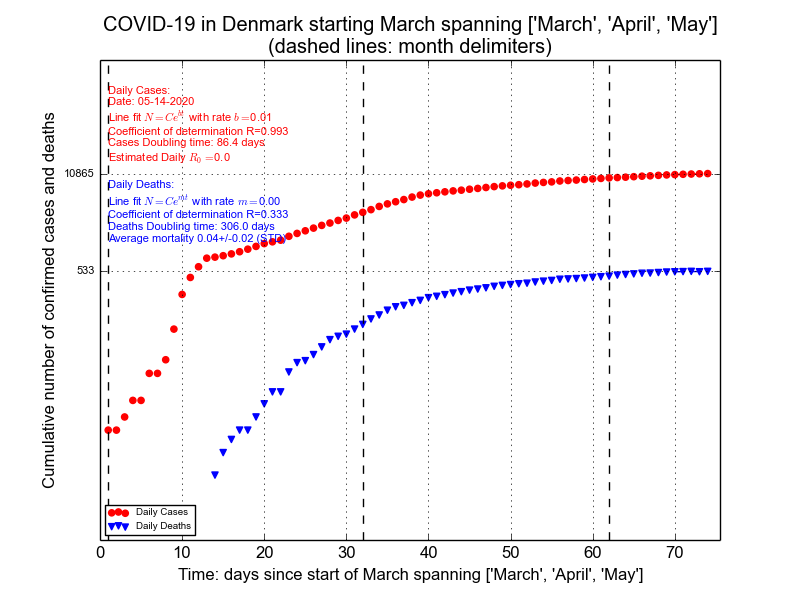 COVID-19 in Denmark starting March spanning ['March', 'April', 'May']
(dashed lines: month delimiters)
Daily Cases:
Date: 05-14-2020
Line fit N=Ce^{bt} with rate b=0.01
Coefficient of determination R=0.993
Cases Doubling time: 86.4 days
Estimated Daily R_0=0.0
Daily Deaths:
Line fit N=Ce^{mt} with rate m=0.00
Coefficient of determination R=0.333
Deaths Doubling time: 306.0 days
Average mortality 0.04+/-0.02 (STD)
Cumulative number of confirmed cases and deaths
10865
533
Daily Cases
Daily Deaths
0 10 20 30 40 50 60 70
Time: days since start of March spanning ['March', 'April', 'May']